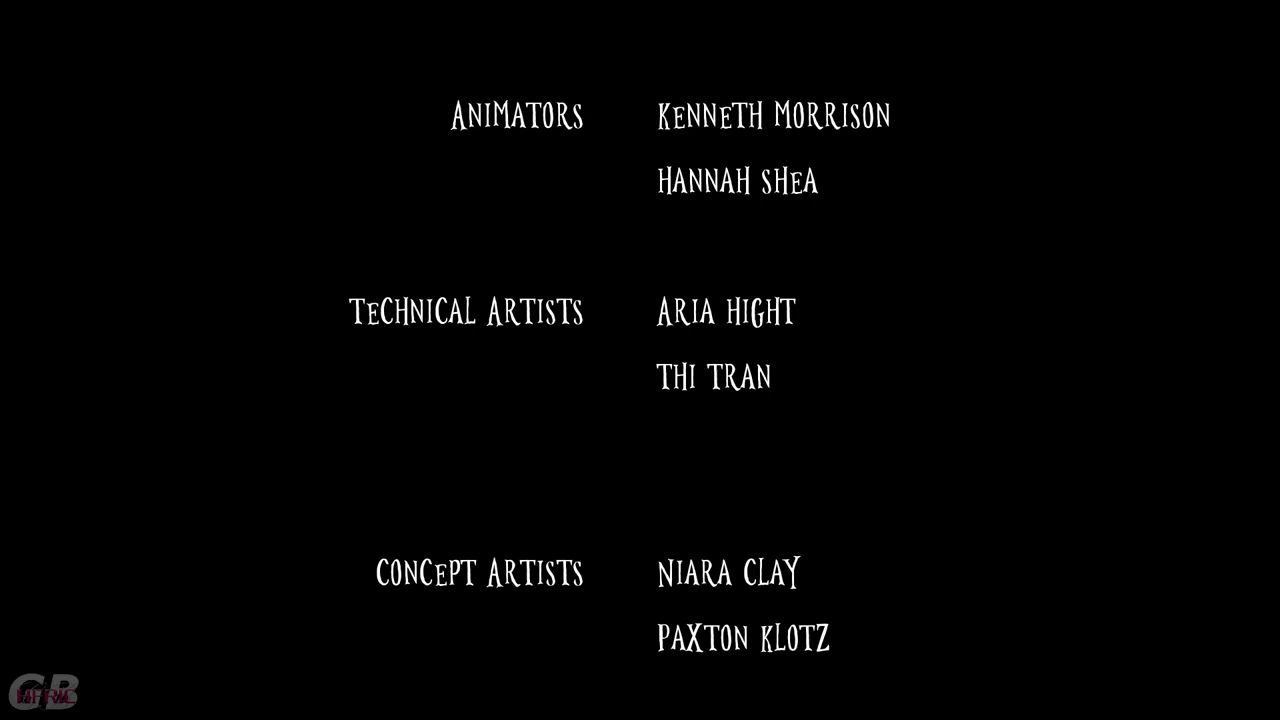 ANIMATORS KENNETH MORRISON
HANNAH SHEA
TECHNICAL ARTISTS ARIA HIGHT
THI TRAN
CONCEPT ARTISTS NIARA CLAY
PAXTON KLOTZ
GB